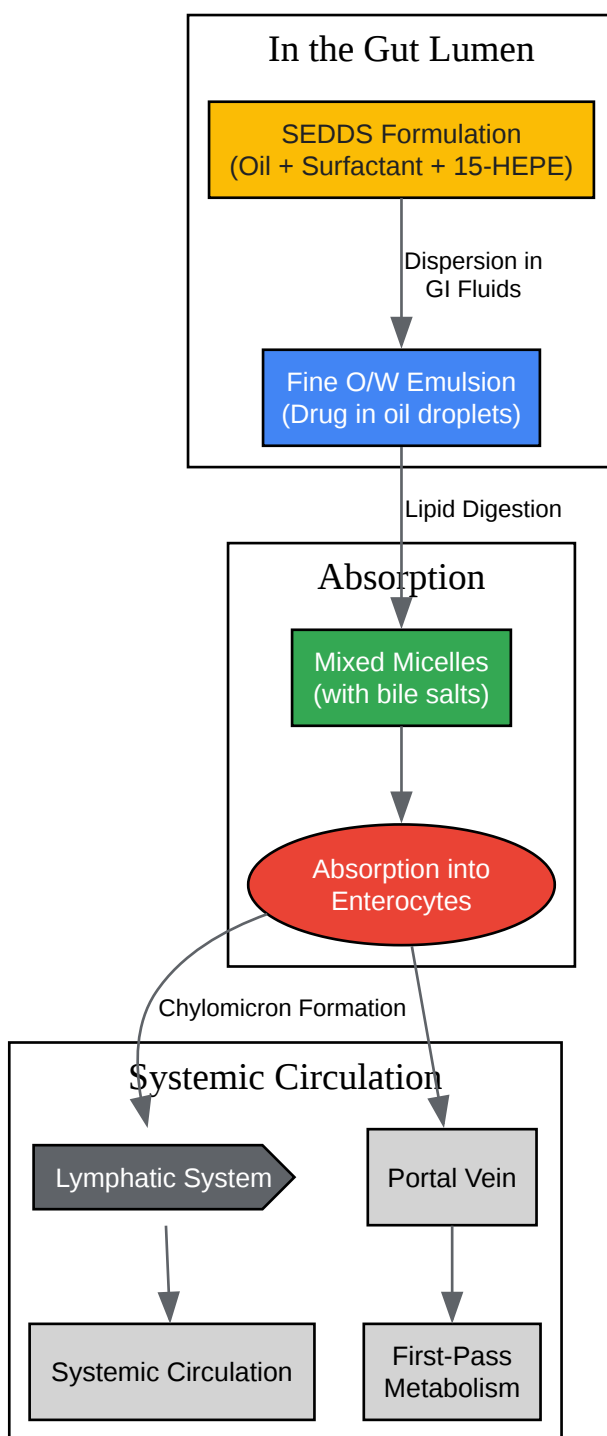 In the Gut Lumen
SEDDS Formulation
(Oil + Surfactant + 15-HEPE)
Dispersion in
GI Fluids
Fine O/W Emulsion
(Drug in oil droplets)
Lipid Digestion
Absorption
Mixed Micelles
(with bile salts)
Absorption into
Enterocytes
Chylomicron Formation
Systemic Circulation
Lymphatic System
Portal Vein
Systemic Circulation
First-Pass
Metabolism